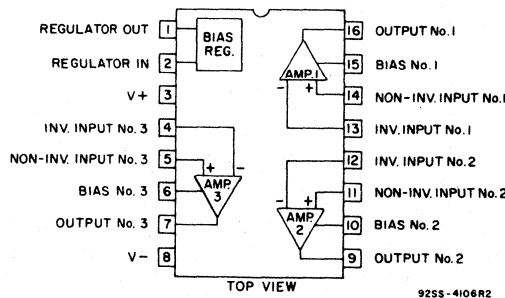 REGULATOR OUT 1 BIAS REG. 16 OUTPUT No.1
REGULATOR IN 2 AMP. 1 15 BIAS No.1
V+ 3 - + 14 NON-INV. INPUT No.1
INV. INPUT No. 3 4 13 INV. INPUT No.1
NON-INV. INPUT No. 3 5 + - 12 INV. INPUT No.2
BIAS No. 3 6 AMP. 3 - + 11 NON-INV. INPUT No.2
OUTPUT No. 3 7 AMP. 2 10 BIAS No.2
V- 8 9 OUTPUT No.2
TOP VIEW
92SS-4106R2